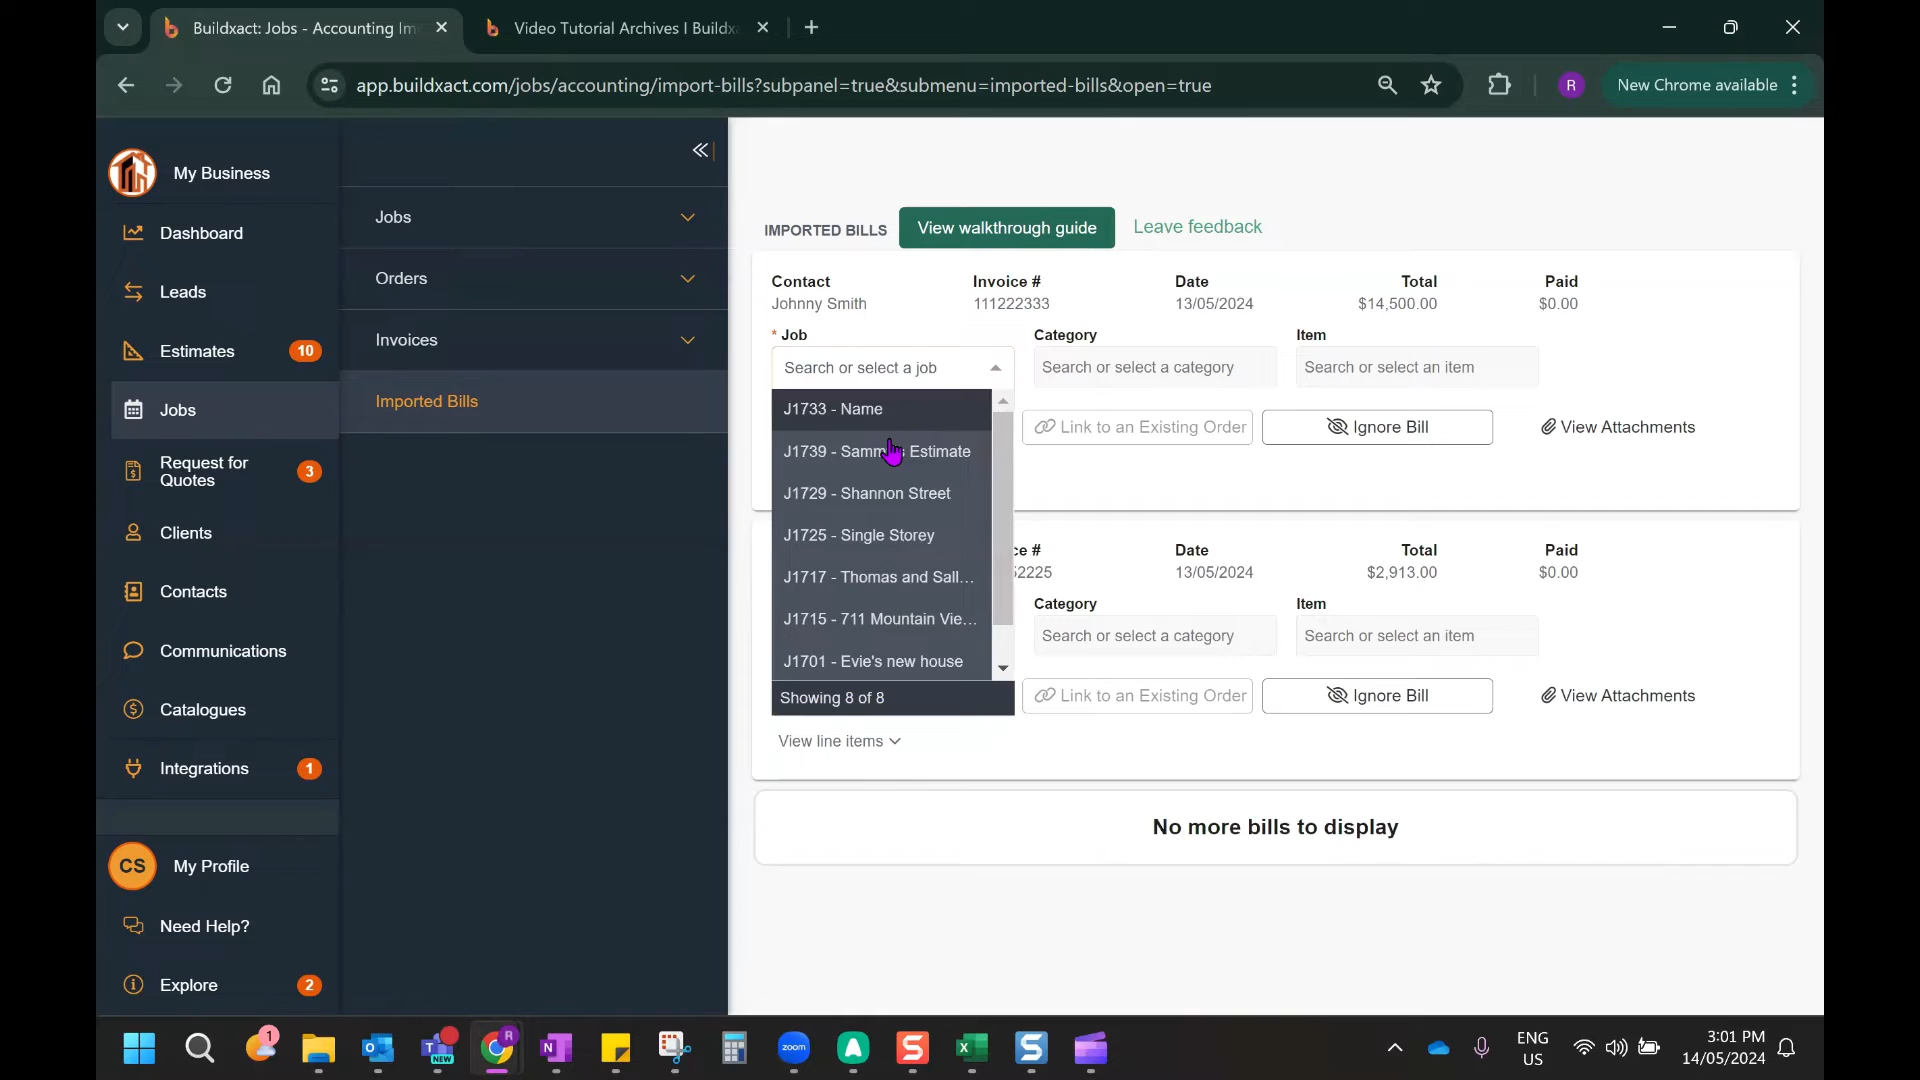 Buildxact: Jobs - Accounting Im
Video Tutorial Archives I Buildx
app.buildxact.com/jobs/accounting/import-bills?subpanel=true&submenu=imported-bills&open=true
R
New Chrome available
My Business
Dashboard
Leads
Estimates
10
Jobs
Request for
Quotes
3
Clients
Contacts
Communications
Catalogues
Integrations
1
CS
My Profile
Need Help?
Explore
2
Jobs
Orders
Invoices
Imported Bills
IMPORTED BILLS
View walkthrough guide
Leave feedback
Contact
Invoice #
Date
Total
Paid
Johnny Smith
111222333
13/05/2024
$14,500.00
$0.00
* Job
Category
Item
Search or select a job
Search or select a category
Search or select an item
J1733 - Name
J1739 - Estimate
J1729 - Shannon Street
J1725 - Single Storey
J1717 - Thomas and Sall...
J1715 - 711 Mountain Vie...
J1701 - Evie's new house
Showing 8 of 8
Link to an Existing Order
Ignore Bill
View Attachments
ce #
Date
Total
Paid
2225
13/05/2024
$2,913.00
$0.00
Category
Item
Search or select a category
Search or select an item
Link to an Existing Order
Ignore Bill
View Attachments
View line items
No more bills to display
1
NEW
R
zoom
ENG
US
3:01 PM
14/05/2024